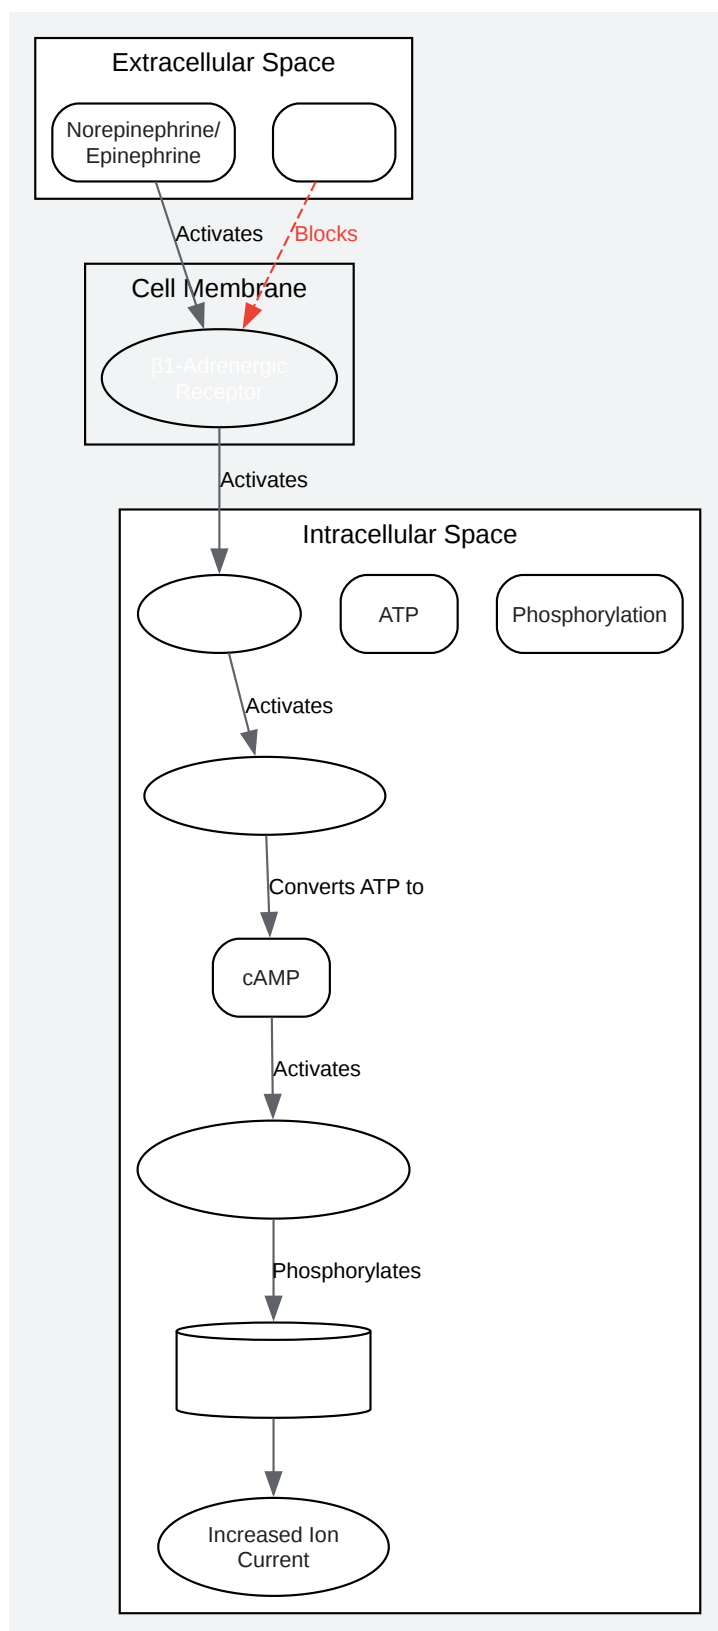 Extracellular Space
Norepinephrine/
Epinephrine
Activates
Blocks
Cell Membrane
β1-Adrenergic
Receptor
Activates
Intracellular Space
ATP
Phosphorylation
Activates
Converts ATP to
cAMP
Activates
Phosphorylates
Increased Ion
Current